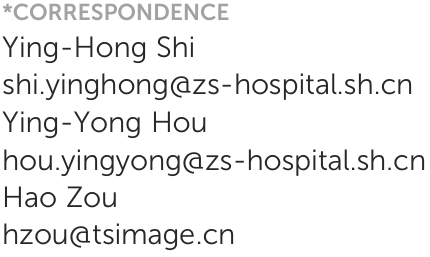 *CORRESPONDENCE
Ying-Hong Shi
shi.yinghong@zs-hospital.sh.cn
Ying-Yong Hou
hou.yingyong@zs-hospital.sh.cn
Hao Zou
hzou@tsimage.cn